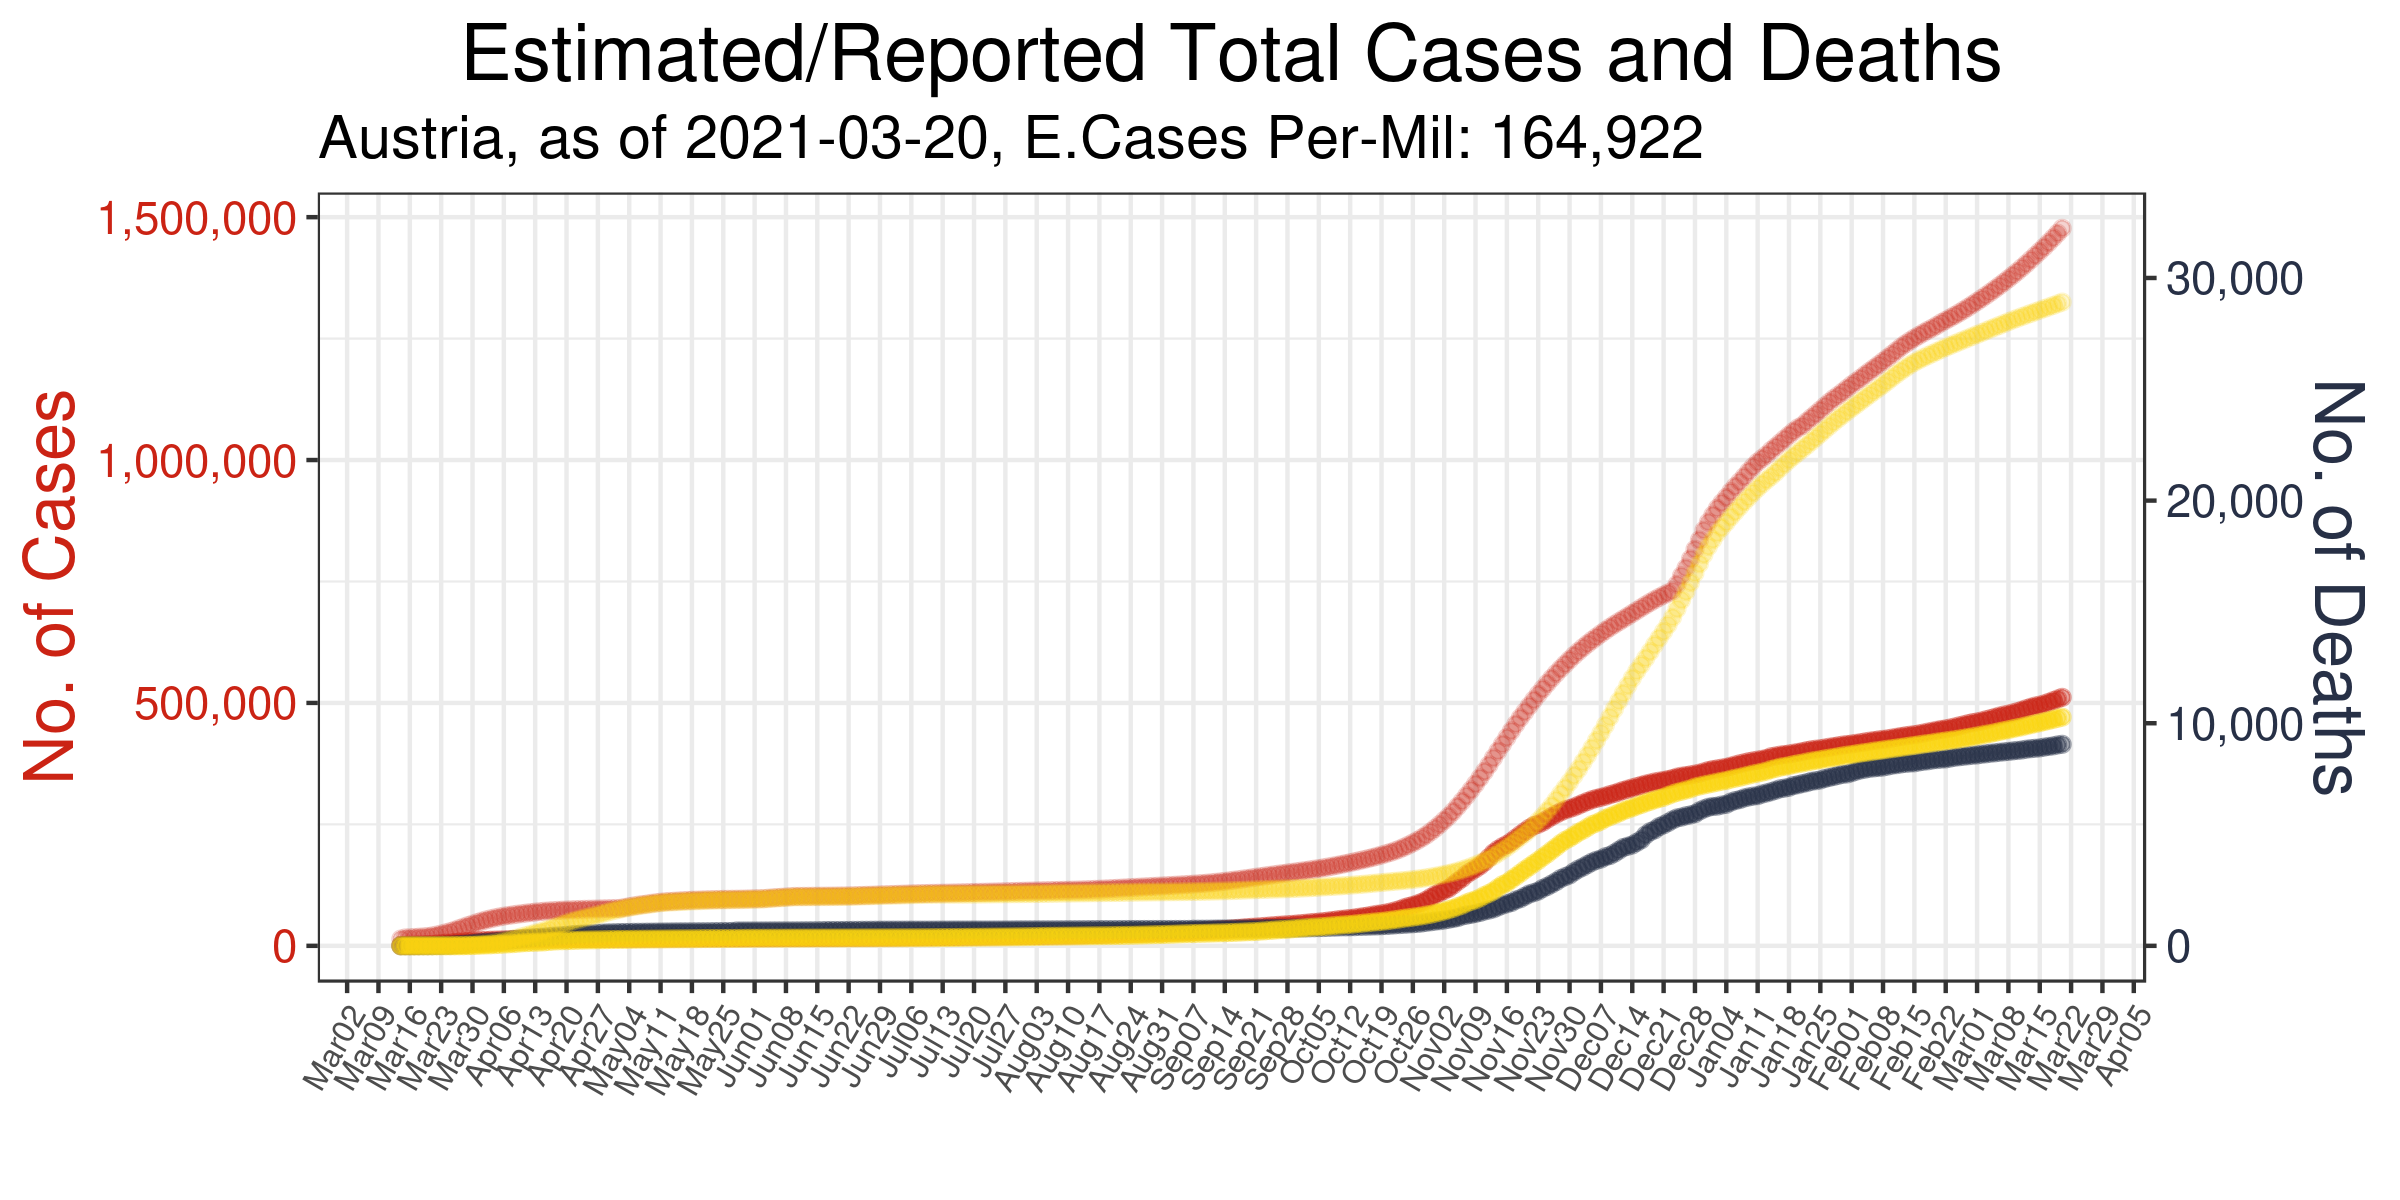 Estimated/Reported Total Cases and Deaths
Austria, as of 2021-03-20, E.Cases Per-Mil: 164,922
No. of Cases
1,500,000
1,000,000
500,000
0
30,000
20,000
10,000
0
No. of Deaths
Mar02
Mar09
Mar16
Mar23
Mar30
Apr06
Apr13
Apr20
Apr27
May04
May11
May18
May25
Jun01
Jun08
Jun15
Jun22
Jun29
Jul06
Jul13
Jul20
Jul27
Aug03
Aug10
Aug17
Aug24
Aug31
Sep07
Sep14
Sep21
Sep28
Oct05
Oct12
Oct19
Oct26
Nov02
Nov09
Nov16
Nov23
Nov30
Dec07
Dec14
Dec21
Dec28
Jan04
Jan11
Jan18
Jan25
Feb01
Feb08
Feb15
Feb22
Mar01
Mar08
Mar15
Mar22
Mar29
Apr05